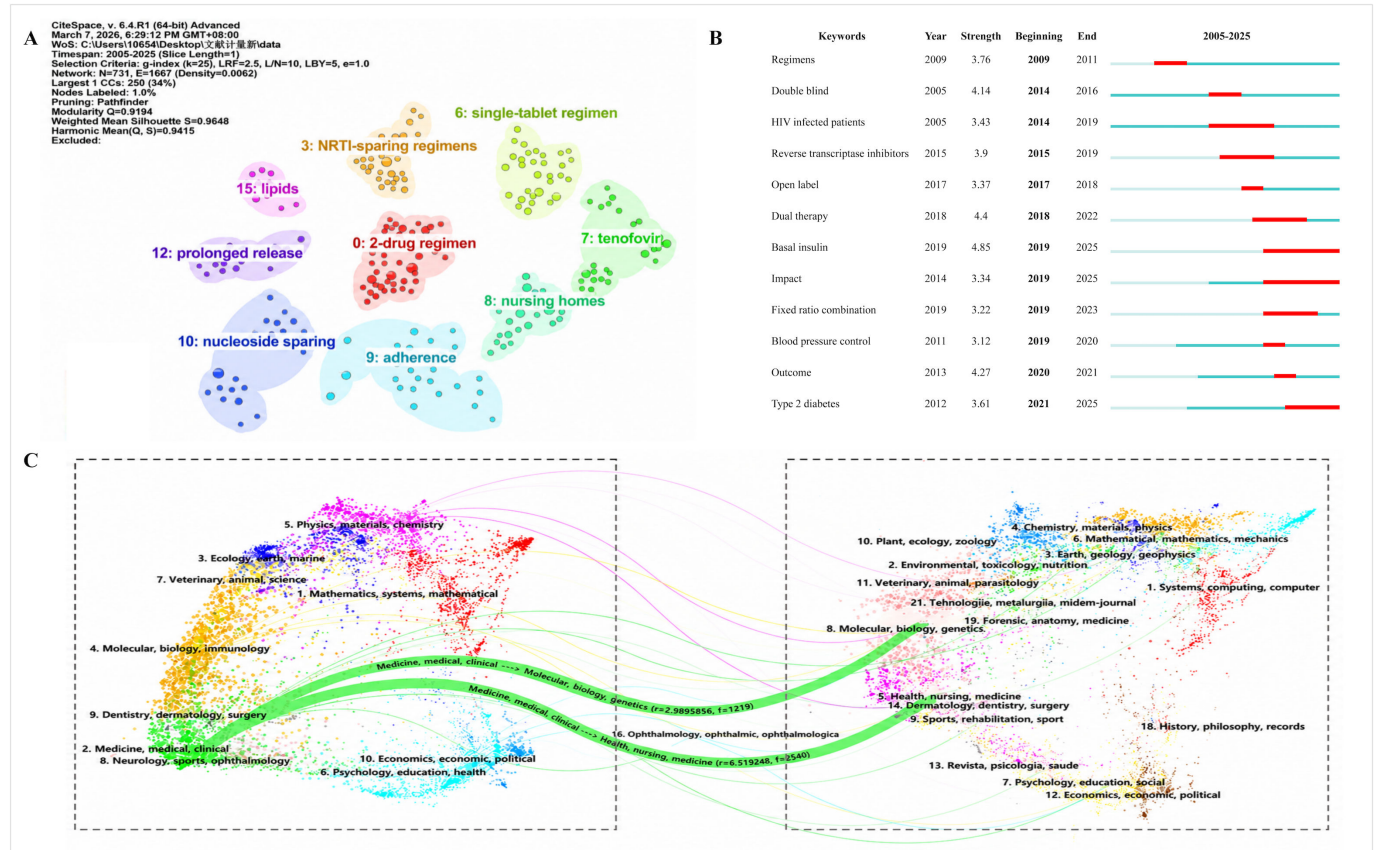 A
CiteSpace, v. 6.4.R1 (64-bit) Advanced
March 7, 2026, 6:29:12 PM GMT+08:00
WoS: C:\Users\10654\Desktop\文献计量新\data
Timespan: 2005-2025 (Slice Length=1)
Selection Criteria: g-index (k=25), LRF=2.5, L/N=10, LBY=5, e=1.0
Network: N=731, E=1667 (Density=0.0062)
Largest 1 CCs: 250 (34%)
Nodes Labeled: 1.0%
Pruning: Pathfinder
Modularity Q=0.9194
Weighted Mean Silhouette S=0.9648
Harmonic Mean(Q, S)=0.9415
Excluded:
6: single-tablet regimen
3: NRTI-sparing regimens
15: lipids
0: 2-drug regimen
7: tenofovir
12: prolonged release
8: nursing homes
10: nucleoside sparing
9: adherence
B
Keywords Year Strength Beginning End 2005-2025
Regimens 2009 3.76 2009 2011
Double blind 2005 4.14 2014 2016
HIV infected patients 2005 3.43 2014 2019
Reverse transcriptase inhibitors 2015 3.9 2015 2019
Open label 2017 3.37 2017 2018
Dual therapy 2018 4.4 2018 2022
Basal insulin 2019 4.85 2019 2025
Impact 2014 3.34 2019 2025
Fixed ratio combination 2019 3.22 2019 2023
Blood pressure control 2011 3.12 2019 2020
Outcome 2013 4.27 2020 2021
Type 2 diabetes 2012 3.61 2021 2025
C
5. Physics, materials, chemistry
3. Ecology, earth, marine
7. Veterinary, animal, science
1. Mathematics, systems, mathematical
4. Molecular, biology, immunology
9. Dentistry, dermatology, surgery
2. Medicine, medical, clinical
8. Neurology, sports, ophthalmology
10. Economics, economic, political
6. Psychology, education, health
Medicine, medical, clinical ---> Molecular, biology, genetics (r=2.9895856, f=1219)
Medicine, medical, clinical ---> Health, nursing, medicine (r=6.519248, f=2540)
16. Ophthalmology, ophthalmic, ophthalmologica
4. Chemistry, materials, physics
10. Plant, ecology, zoology
6. Mathematical, mathematics, mechanics
3. Earth, geology, geophysics
2. Environmental, toxicology, nutrition
11. Veterinary, animal, parasitology
1. Systems, computing, computer
21. Tehnologije, metalurgija, midem-journal
19. Forensic, anatomy, medicine
8. Molecular, biology, genetics
5. Health, nursing, medicine
14. Dermatology, dentistry, surgery
9. Sports, rehabilitation, sport
18. History, philosophy, records
13. Revista, psicologia, saude
7. Psychology, education, social
12. Economics, economic, political